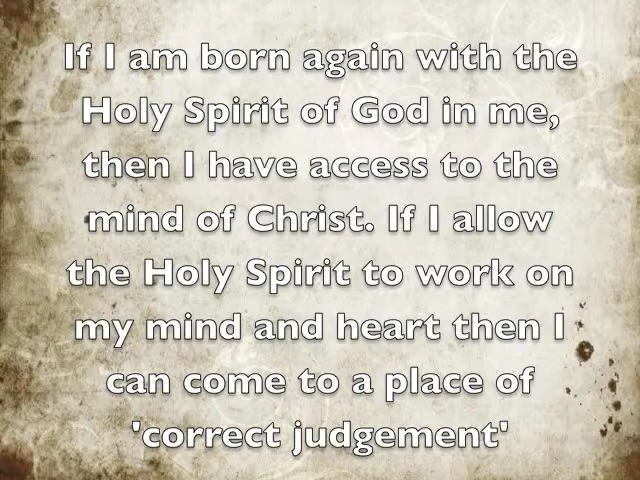 If I am born again with the
Holy Spirit of God in me,
then I have access to the
mind of Christ. If I allow
the Holy Spirit to work on
my mind and heart then I
can come to a place of
'correct judgement'